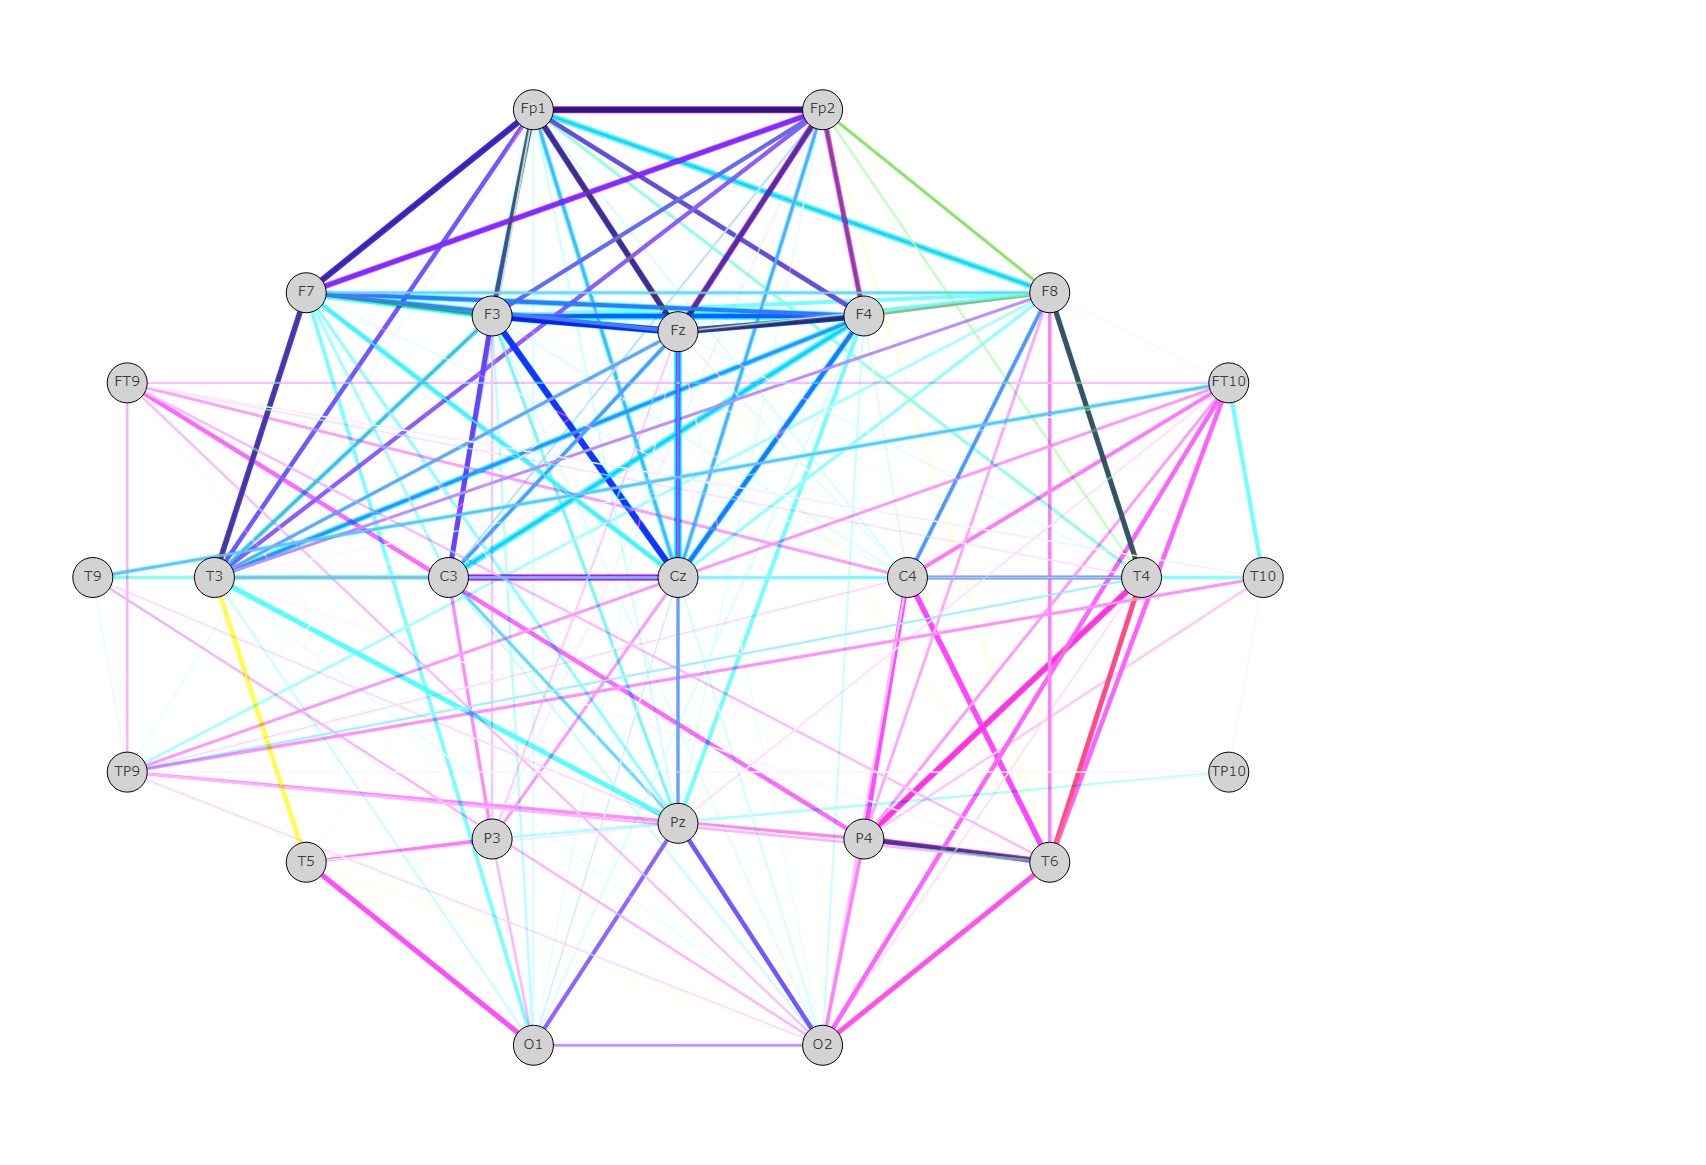 Fp1 Fp2
F7 F3 Fz F4 F8
FT9 FT10
T9 T3 C3 Cz C4 T4 T10
TP9 TP10
T5 P3 Pz P4 T6
O1 O2